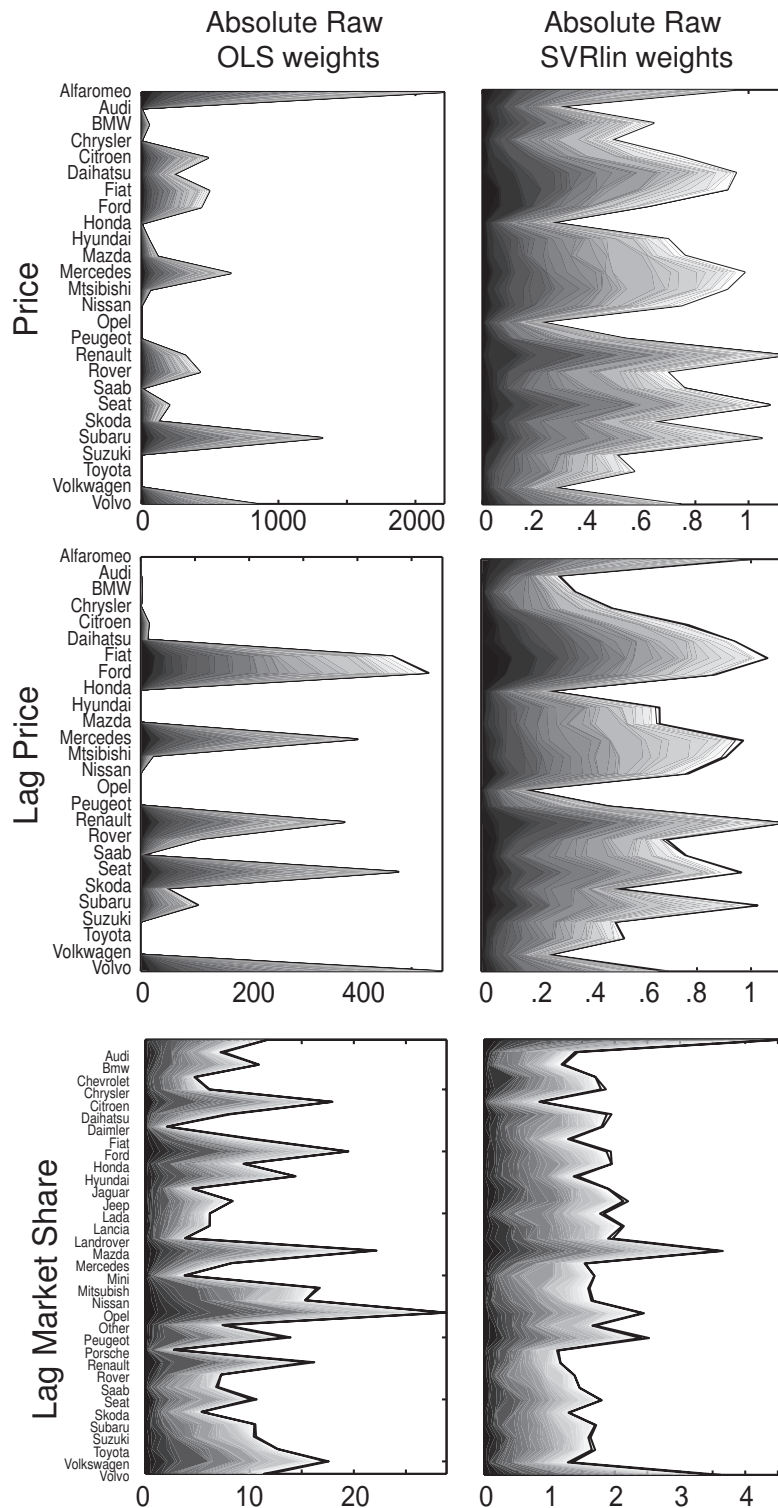 Absolute Raw
OLS weights
Absolute Raw
SVRlin weights
Price
Alfaromeo
Audi
BMW
Chrysler
Citroen
Daihatsu
Fiat
Ford
Honda
Hyundai
Mazda
Mercedes
Mtsibishi
Nissan
Opel
Peugeot
Renault
Rover
Saab
Seat
Skoda
Subaru
Suzuki
Toyota
Volkwagen
Volvo
0 1000 2000
0 .2 .4 .6 .8 1
Lag Price
Alfaromeo
Audi
BMW
Chrysler
Citroen
Daihatsu
Fiat
Ford
Honda
Hyundai
Mazda
Mercedes
Mtsibishi
Nissan
Opel
Peugeot
Renault
Rover
Saab
Seat
Skoda
Subaru
Suzuki
Toyota
Volkwagen
Volvo
0 200 400
0 .2 .4 .6 .8 1
Lag Market Share
Audi
Bmw
Chevrolet
Chrysler
Citroen
Daihatsu
Daimler
Fiat
Ford
Honda
Hyundai
Jaguar
Jeep
Lada
Lancia
Landrover
Mazda
Mercedes
Mini
Mitsubish
Nissan
Opel
Other
Peugeot
Porsche
Renault
Rover
Saab
Seat
Skoda
Subaru
Suzuki
Toyota
Volkswagen
Volvo
0 10 20
0 1 2 3 4